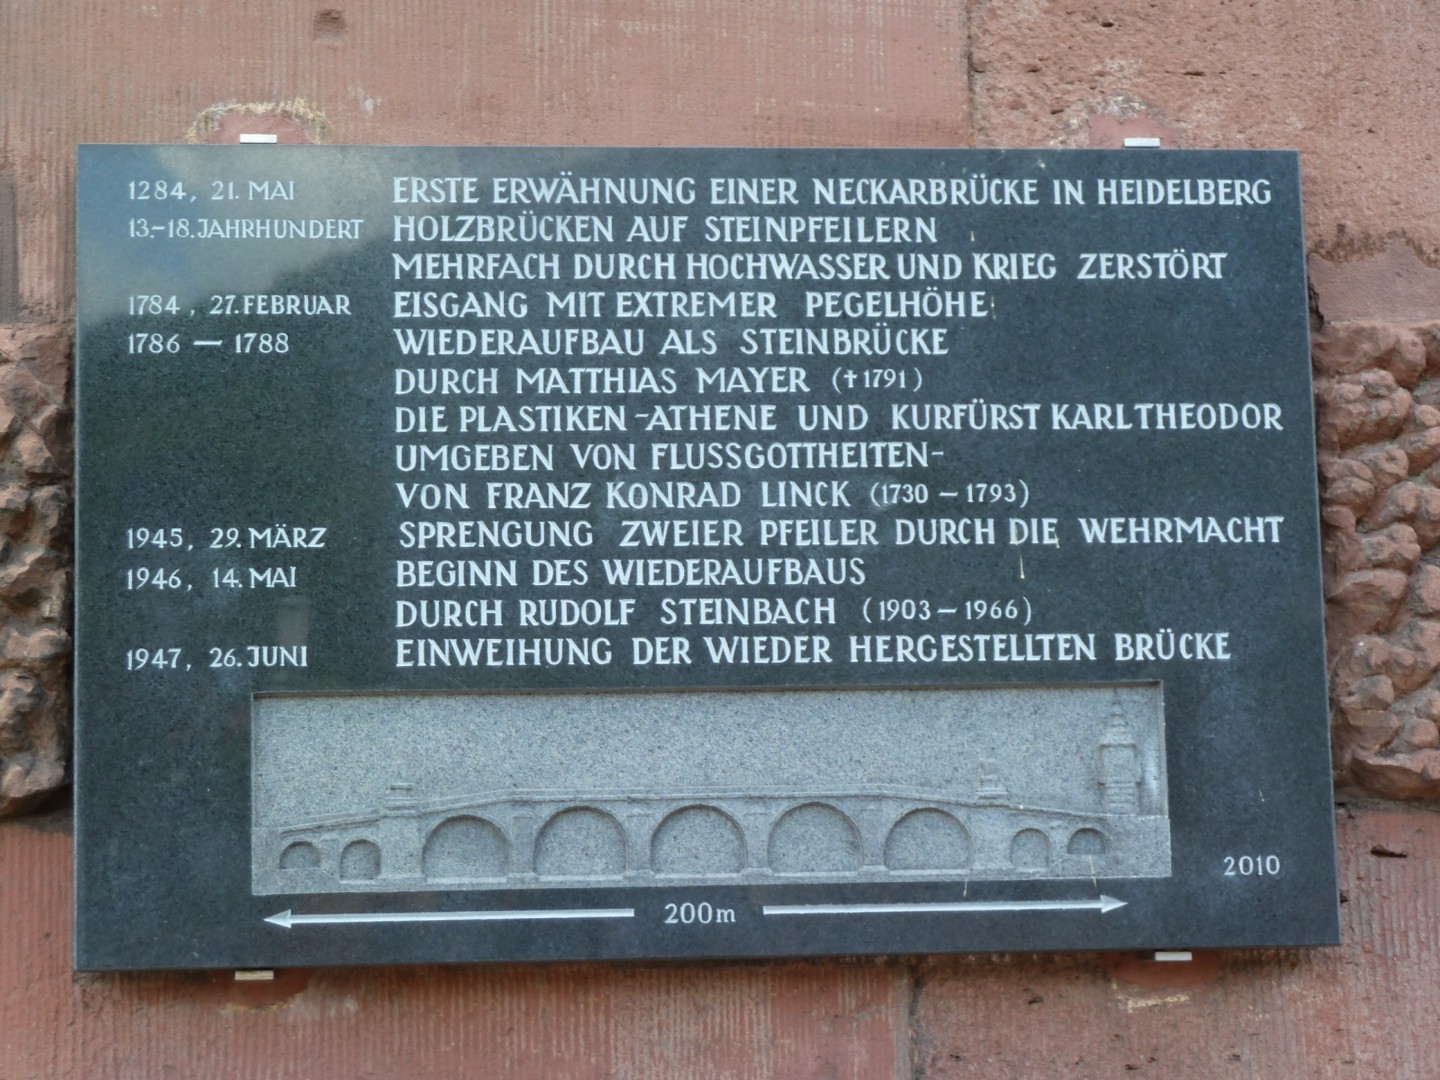 1284, 21. MAI ERSTE ERWÄHNUNG EINER NECKARBRÜCKE IN HEIDELBERG
13.-18. JAHRHUNDERT HOLZBRÜCKEN AUF STEINPFEILERN
MEHRFACH DURCH HOCHWASSER UND KRIEG ZERSTÖRT
1784, 27. FEBRUAR EISGANG MIT EXTREMER PEGELHÖHE
1786 – 1788 WIEDERAUFBAU ALS STEINBRÜCKE
DURCH MATTHIAS MAYER (✝1791)
DIE PLASTIKEN -ATHENE UND KURFÜRST KARL THEODOR
UMGEBEN VON FLUSSGOTTHEITEN-
VON FRANZ KONRAD LINCK (1730 – 1793)
1945, 29. MÄRZ SPRENGUNG ZWEIER PFEILER DURCH DIE WEHRMACHT
1946, 14. MAI BEGINN DES WIEDERAUFBAUS
DURCH RUDOLF STEINBACH (1903 – 1966)
1947, 26. JUNI EINWEIHUNG DER WIEDER HERGESTELLTEN BRÜCKE
2010
200m